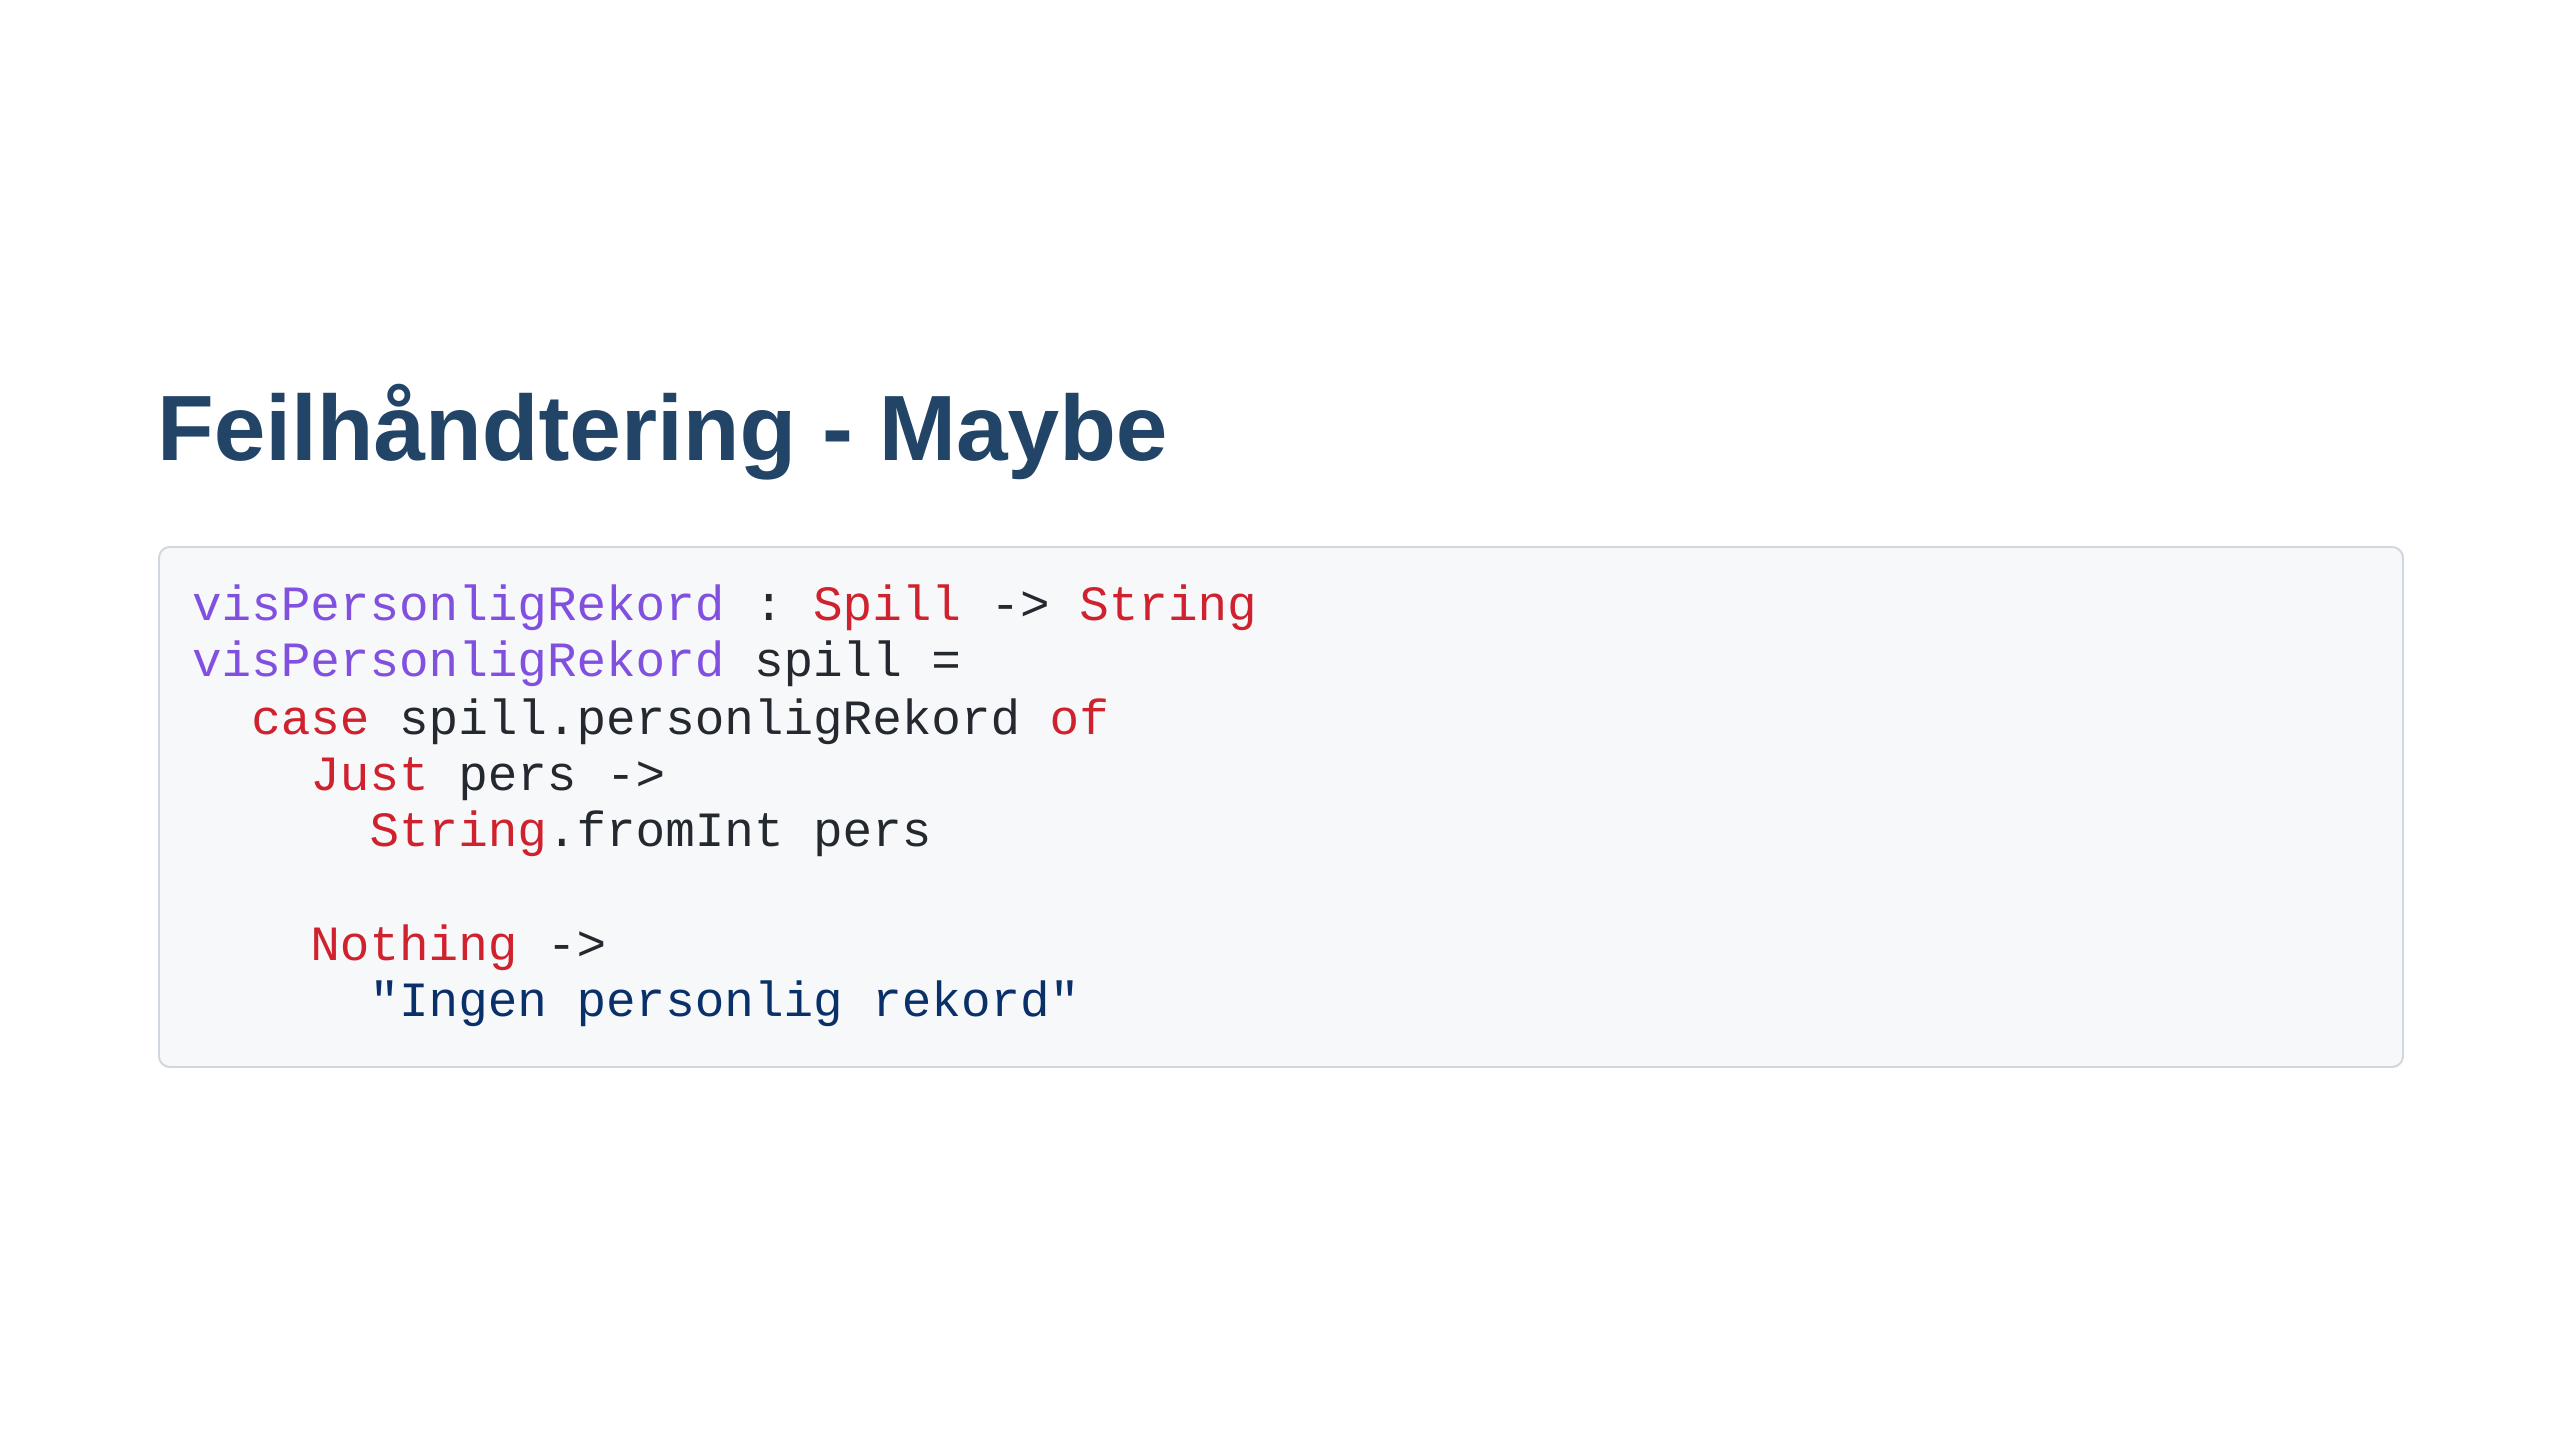 Feilhåndtering - Maybe
visPersonligRekord : Spill -> String
visPersonligRekord spill =
  case spill.personligRekord of
    Just pers ->
      String.fromInt pers

    Nothing ->
      "Ingen personlig rekord"